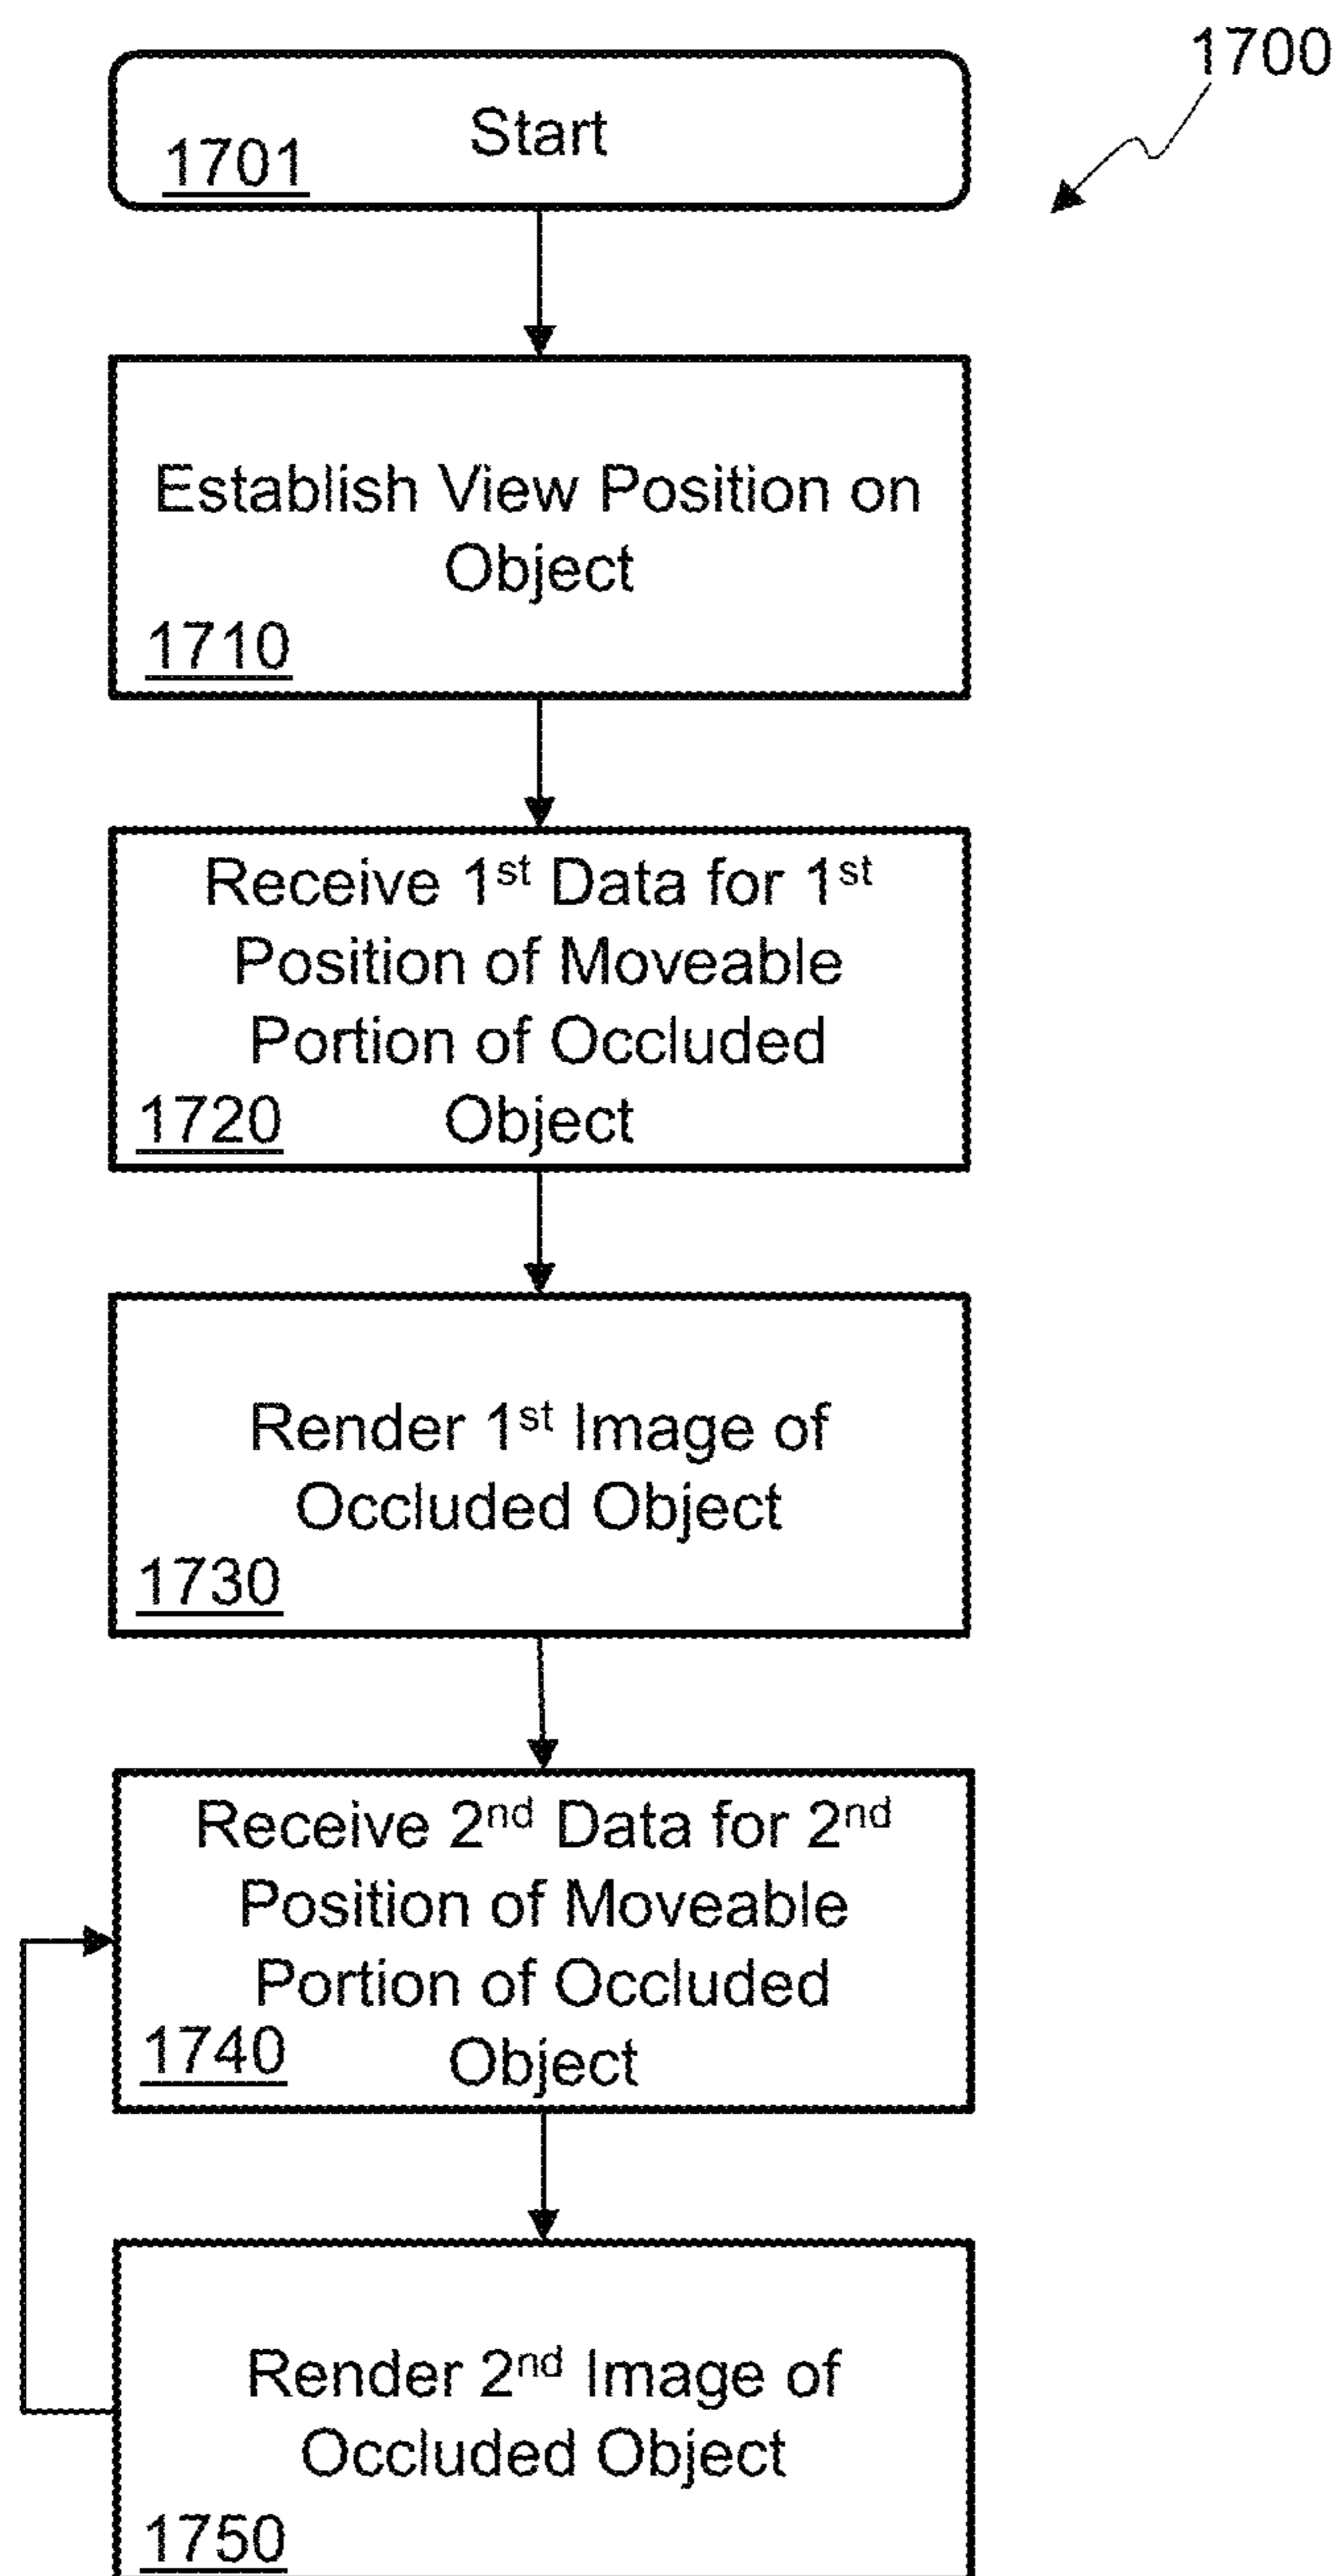 1700
Start
1701
Establish View Position on
Object
1710
Receive 1st Data for 1st
Position of Moveable
Portion of Occluded
Object
1720
Render 1st Image of
Occluded Object
1730
Receive 2nd Data for 2nd
Position of Moveable
Portion of Occluded
Object
1740
Render 2nd Image of
Occluded Object
1750